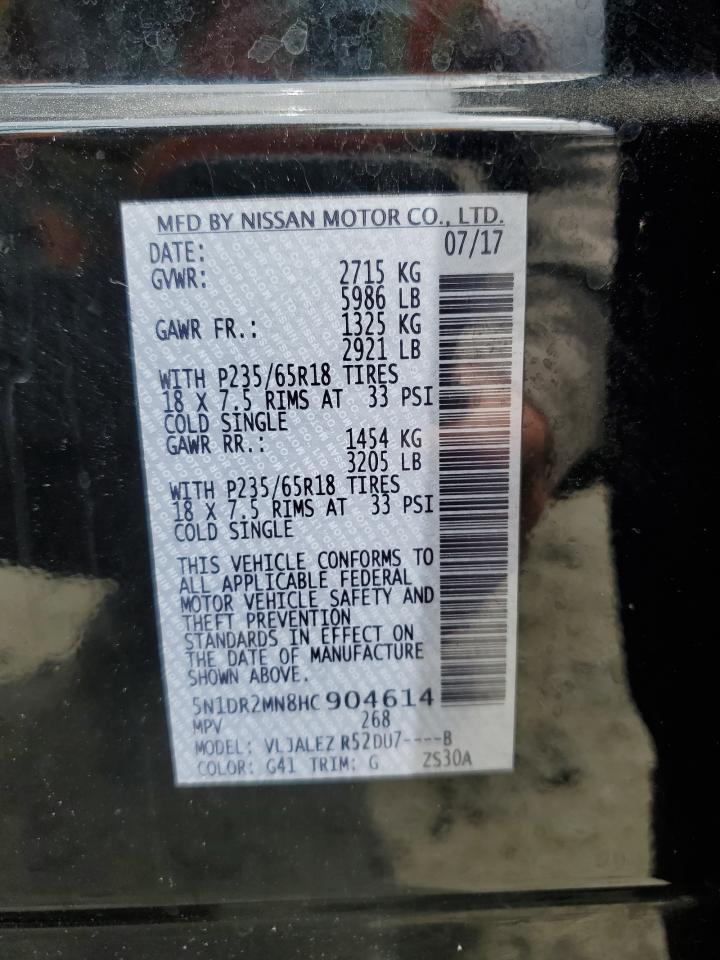 MFD BY NISSAN MOTOR CO., LTD.
DATE: 07/17
GVWR: 2715 KG
5986 LB
GAWR FR.: 1325 KG
2921 LB
WITH P235/65R18 TIRES
18 X 7.5 RIMS AT 33 PSI
COLD SINGLE
GAWR RR.: 1454 KG
3205 LB
WITH P235/65R18 TIRES
18 X 7.5 RIMS AT 33 PSI
COLD SINGLE
THIS VEHICLE CONFORMS TO
ALL APPLICABLE FEDERAL
MOTOR VEHICLE SAFETY AND
THEFT PREVENTION
STANDARDS IN EFFECT ON
THE DATE OF MANUFACTURE
SHOWN ABOVE.
5N1DR2MN8HC904614
MPV 268
MODEL: VLJALEZ R52DU7----B
COLOR: G41 TRIM: G ZS30A